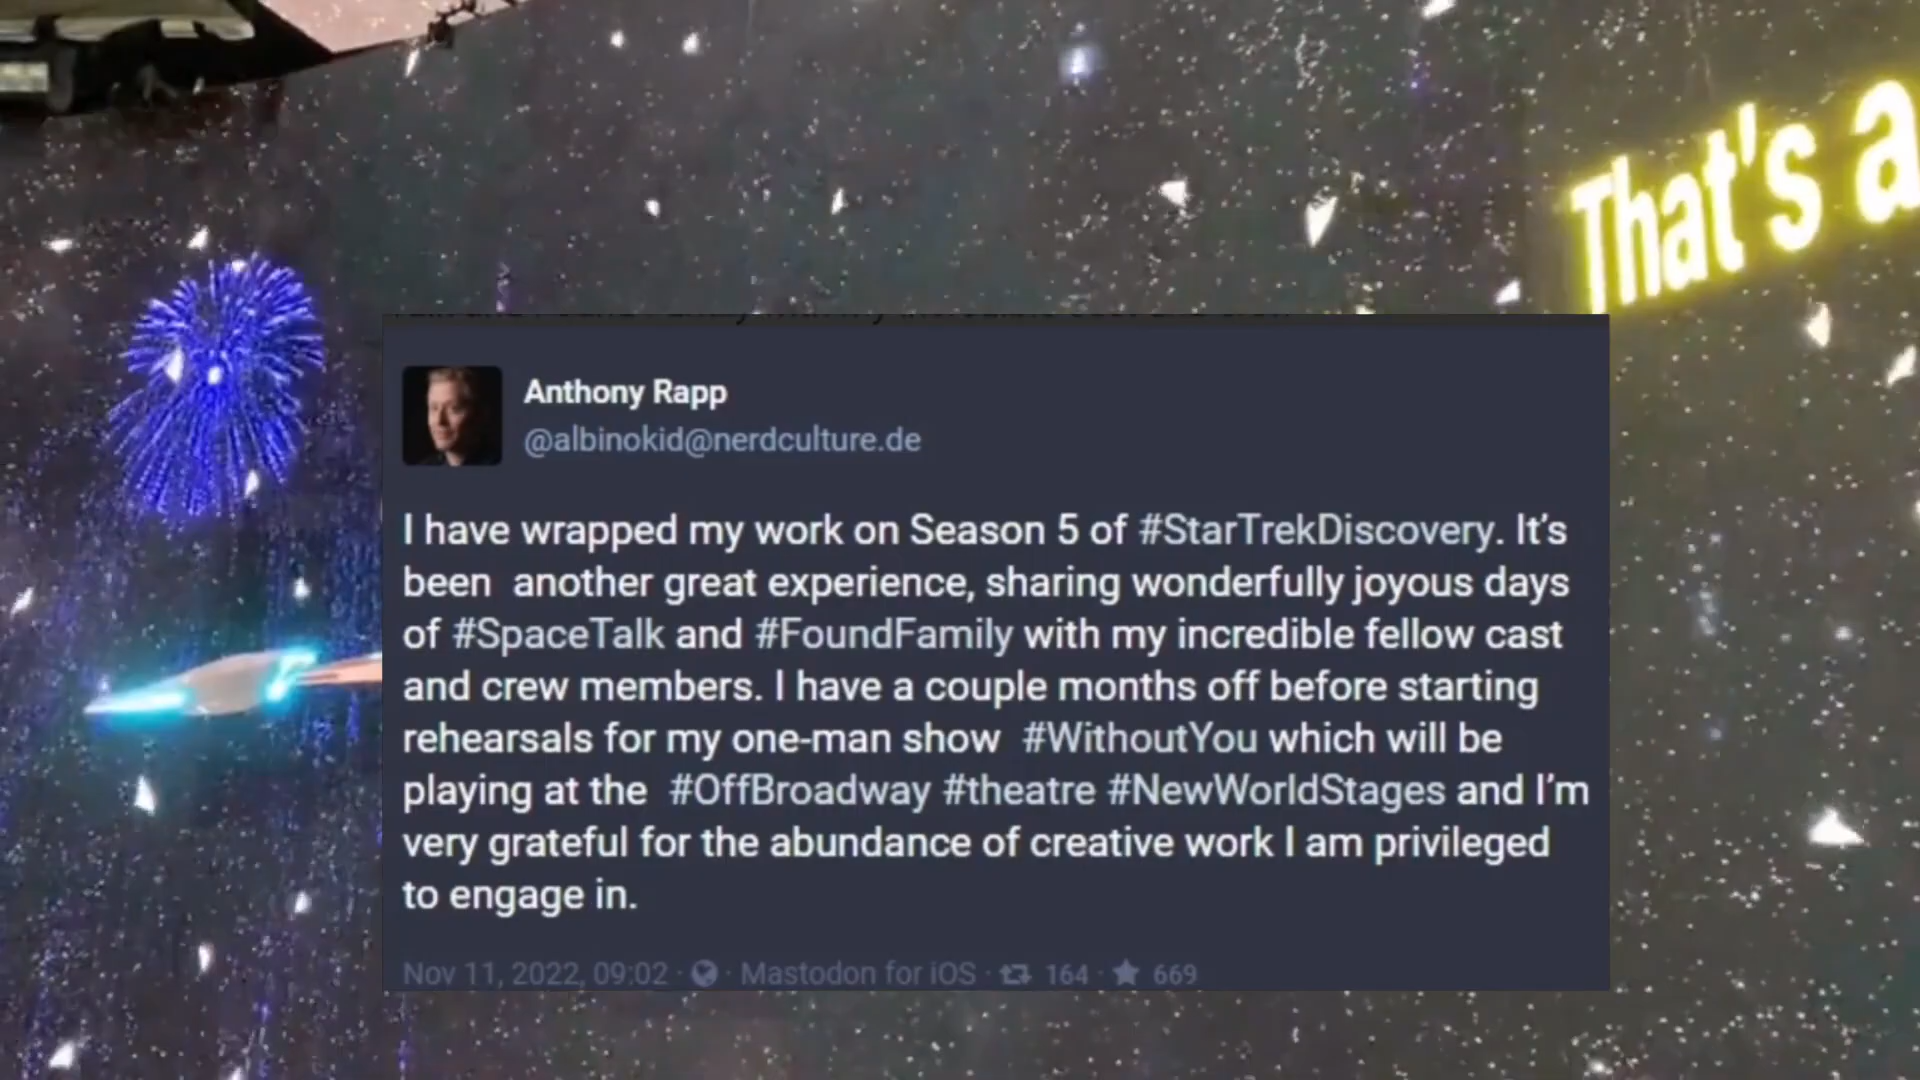 That's a
Anthony Rapp
@albinokid@nerdculture.de
I have wrapped my work on Season 5 of #StarTrekDiscovery. It's
been another great experience, sharing wonderfully joyous days
of #SpaceTalk and #FoundFamily with my incredible fellow cast
and crew members. I have a couple months off before starting
rehearsals for my one-man show #WithoutYou which will be
playing at the #OffBroadway #theatre #NewWorldStages and I'm
very grateful for the abundance of creative work I am privileged
to engage in.
Nov 11, 2022, 09:02 · · Mastodon for iOS · 164 · 669